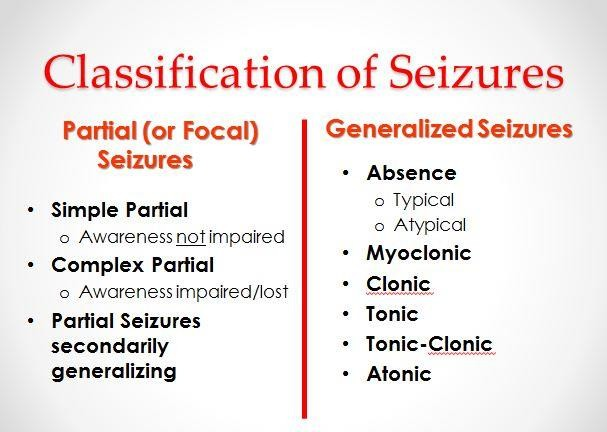 Classification of Seizures
Partial (or Focal)
Seizures
• Simple Partial
o Awareness not impaired
• Complex Partial
o Awareness impaired/lost
• Partial Seizures
secondarily
generalizing
Generalized Seizures
• Absence
o Typical
o Atypical
• Myoclonic
• Clonic
• Tonic
• Tonic-Clonic
• Atonic